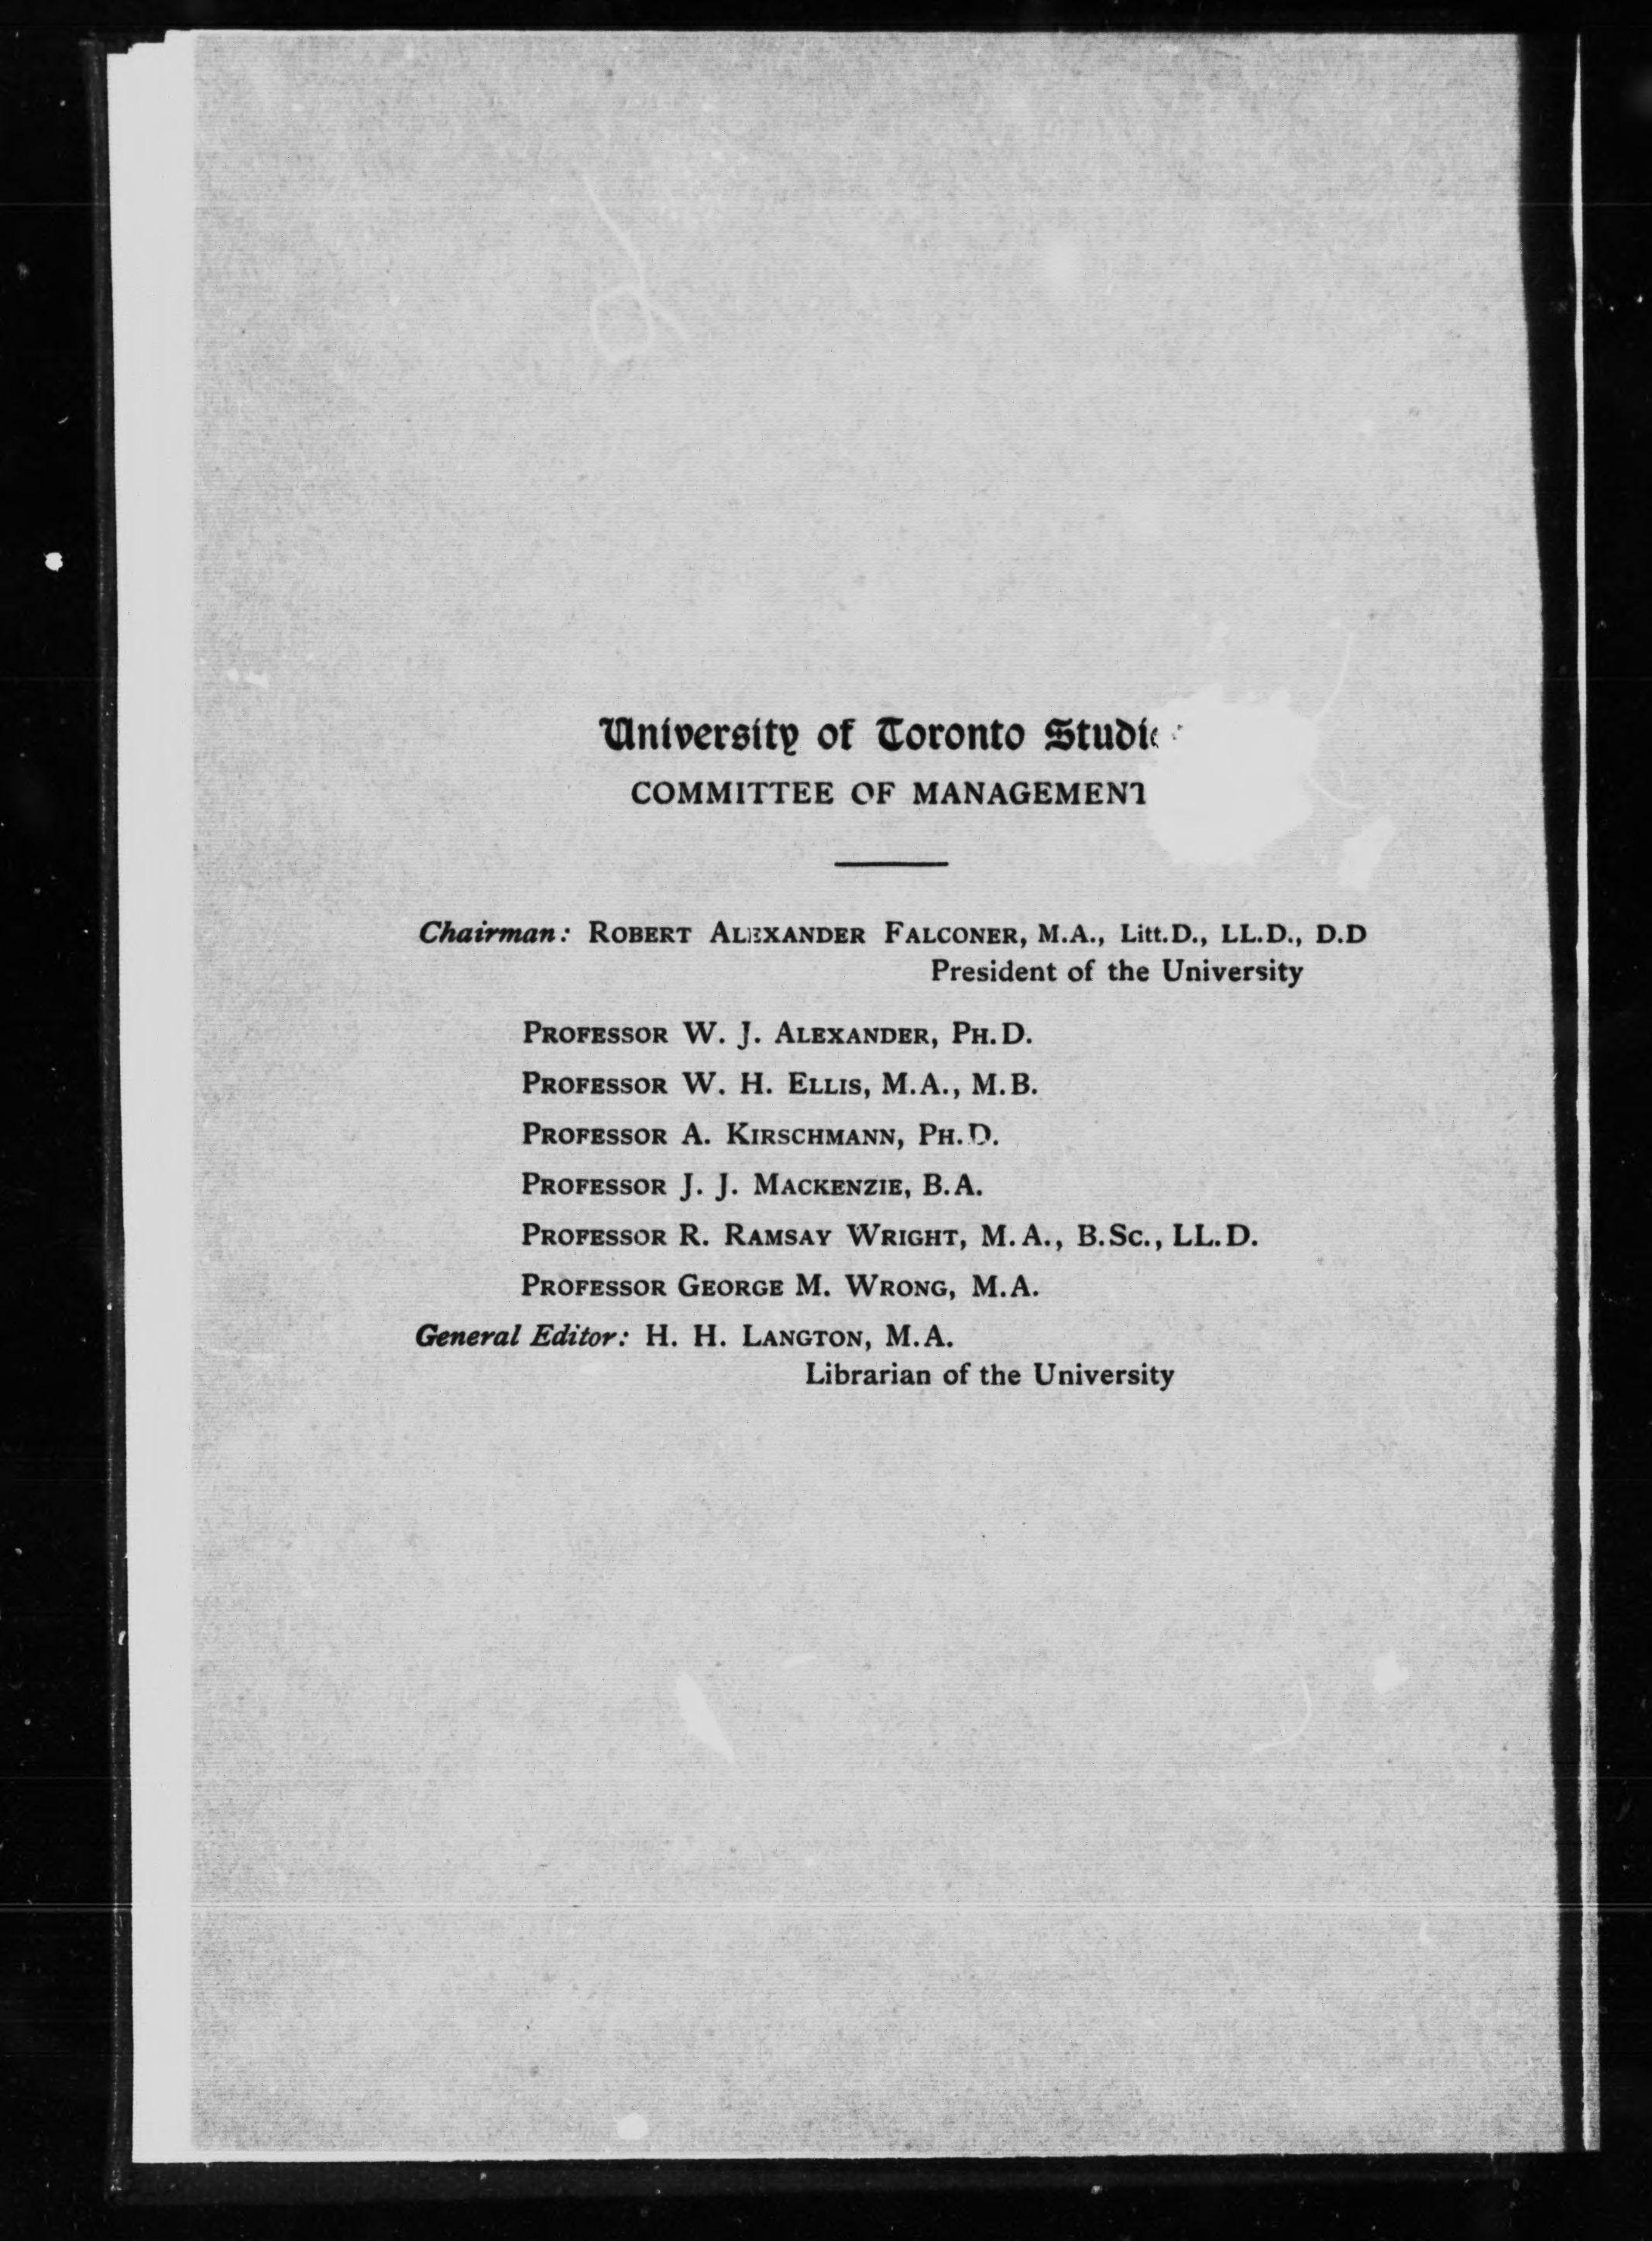 University of Toronto Studies
COMMITTEE OF MANAGEMENT
Chairman: ROBERT ALEXANDER FALCONER, M.A., Litt.D., LL.D., D.D
President of the University
PROFESSOR W. J. ALEXANDER, PH.D.
PROFESSOR W. H. ELLIS, M.A., M.B.
PROFESSOR A. KIRSCHMANN, PH.D.
PROFESSOR J. J. MACKENZIE, B.A.
PROFESSOR R. RAMSAY WRIGHT, M.A., B.SC., LL.D.
PROFESSOR GEORGE M. WRONG, M.A.
General Editor: H. H. LANGTON, M.A.
Librarian of the University